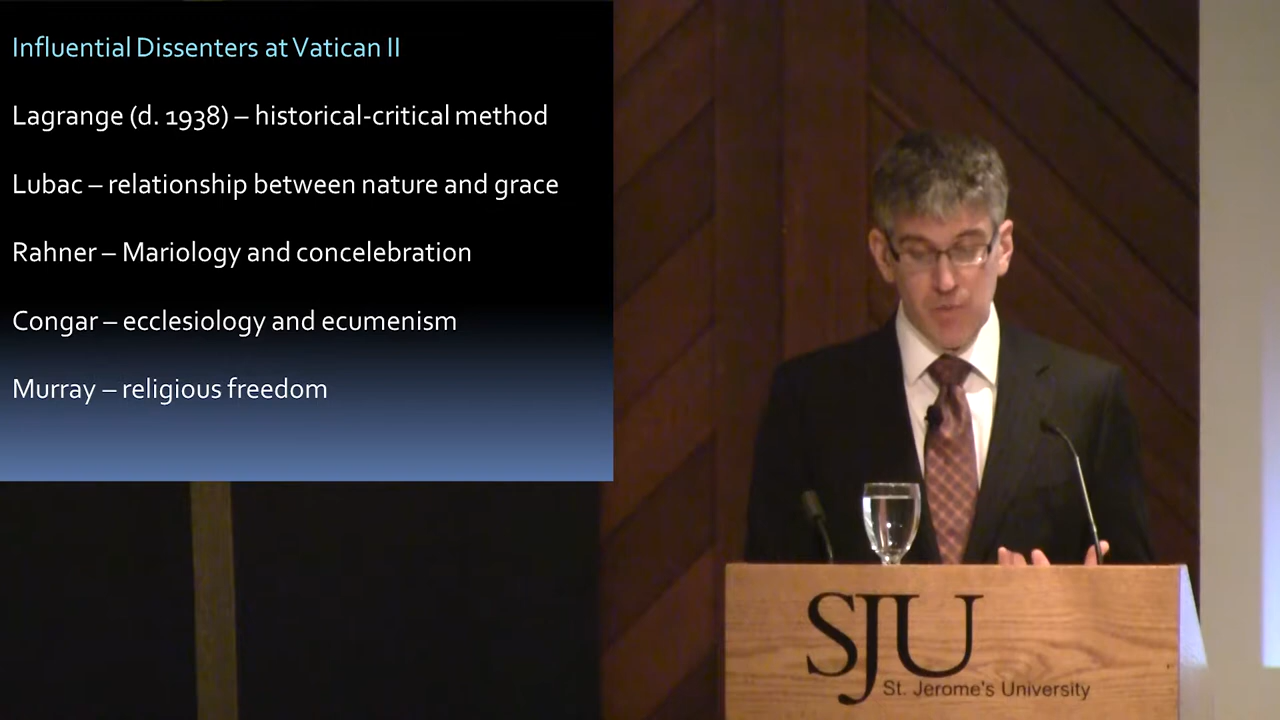 Influential Dissenters at Vatican II
Lagrange (d. 1938) – historical-critical method
Lubac – relationship between nature and grace
Rahner – Mariology and concelebration
Congar – ecclesiology and ecumenism
Murray – religious freedom
SJU
St. Jerome's University